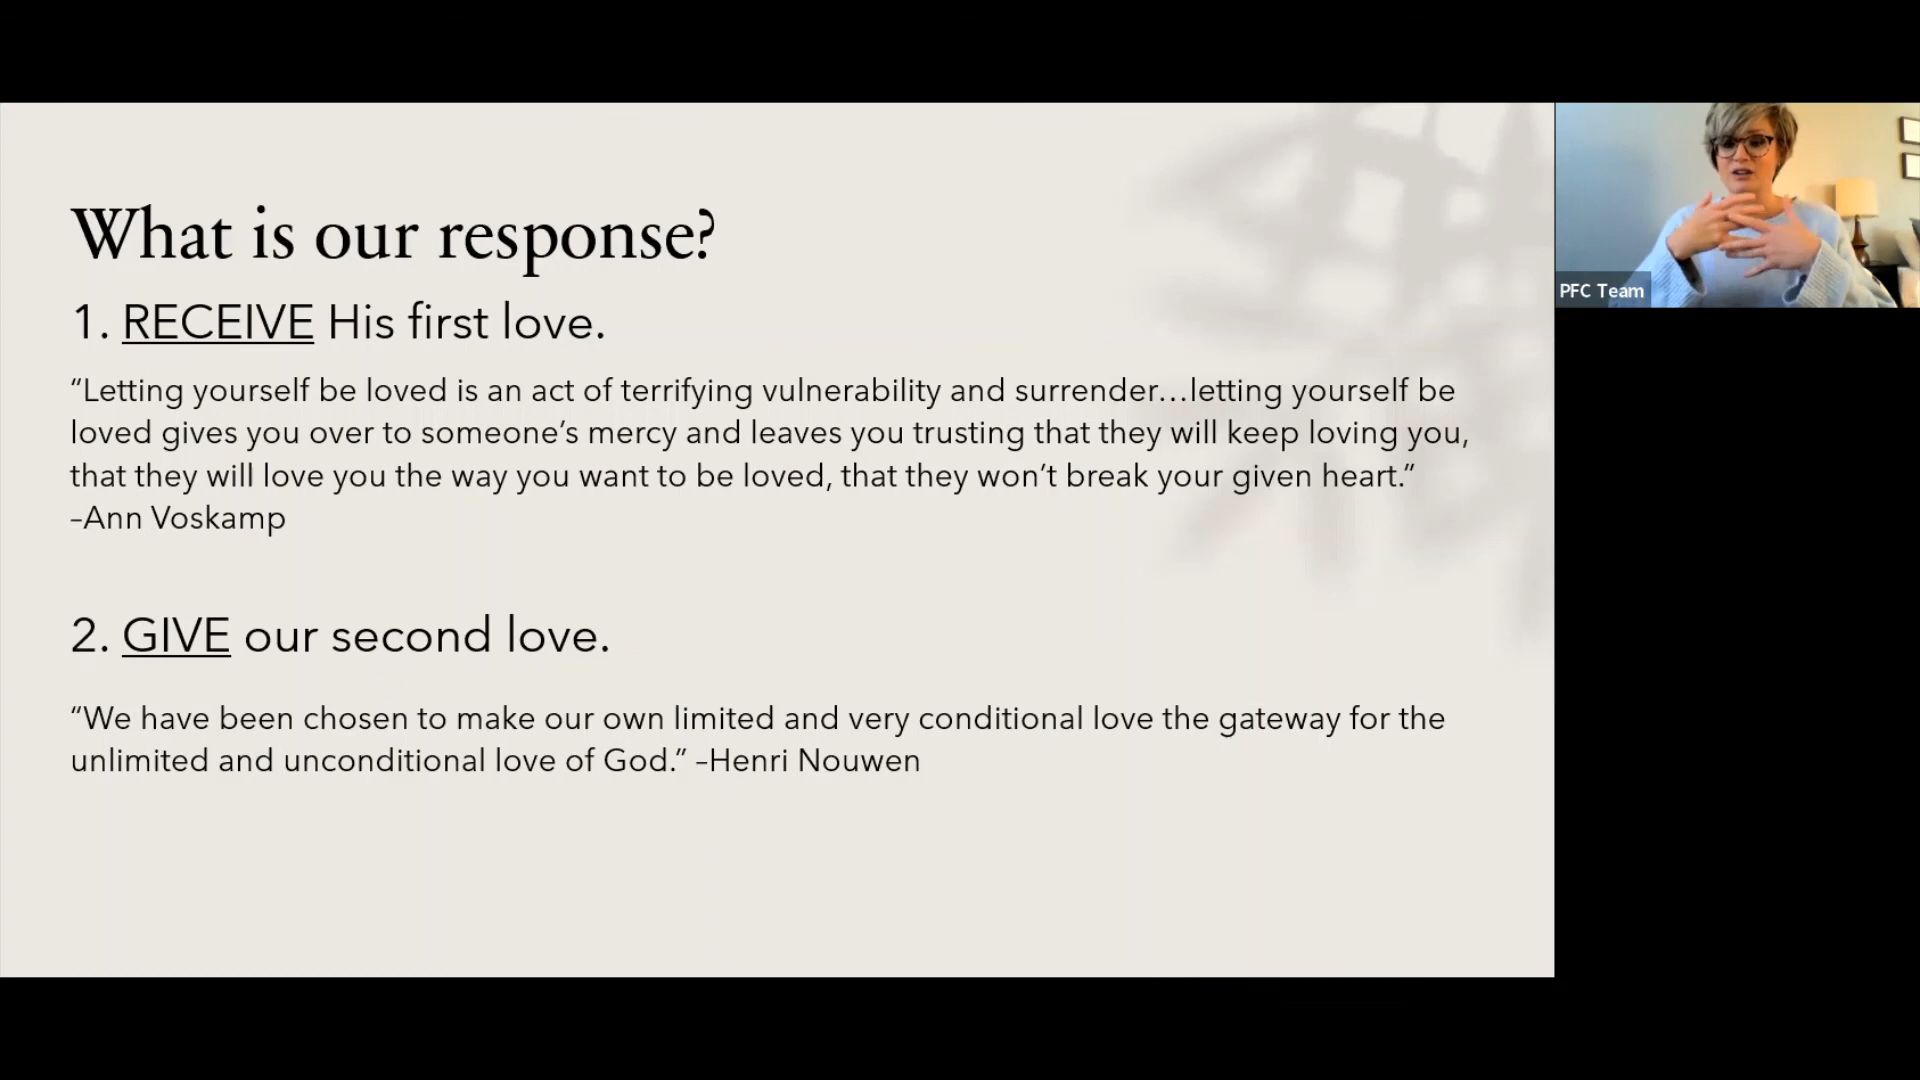 What is our response?
1. RECEIVE His first love.
“Letting yourself be loved is an act of terrifying vulnerability and surrender…letting yourself be
loved gives you over to someone’s mercy and leaves you trusting that they will keep loving you,
that they will love you the way you want to be loved, that they won’t break your given heart.”
–Ann Voskamp
2. GIVE our second love.
“We have been chosen to make our own limited and very conditional love the gateway for the
unlimited and unconditional love of God.” –Henri Nouwen
PFC Team